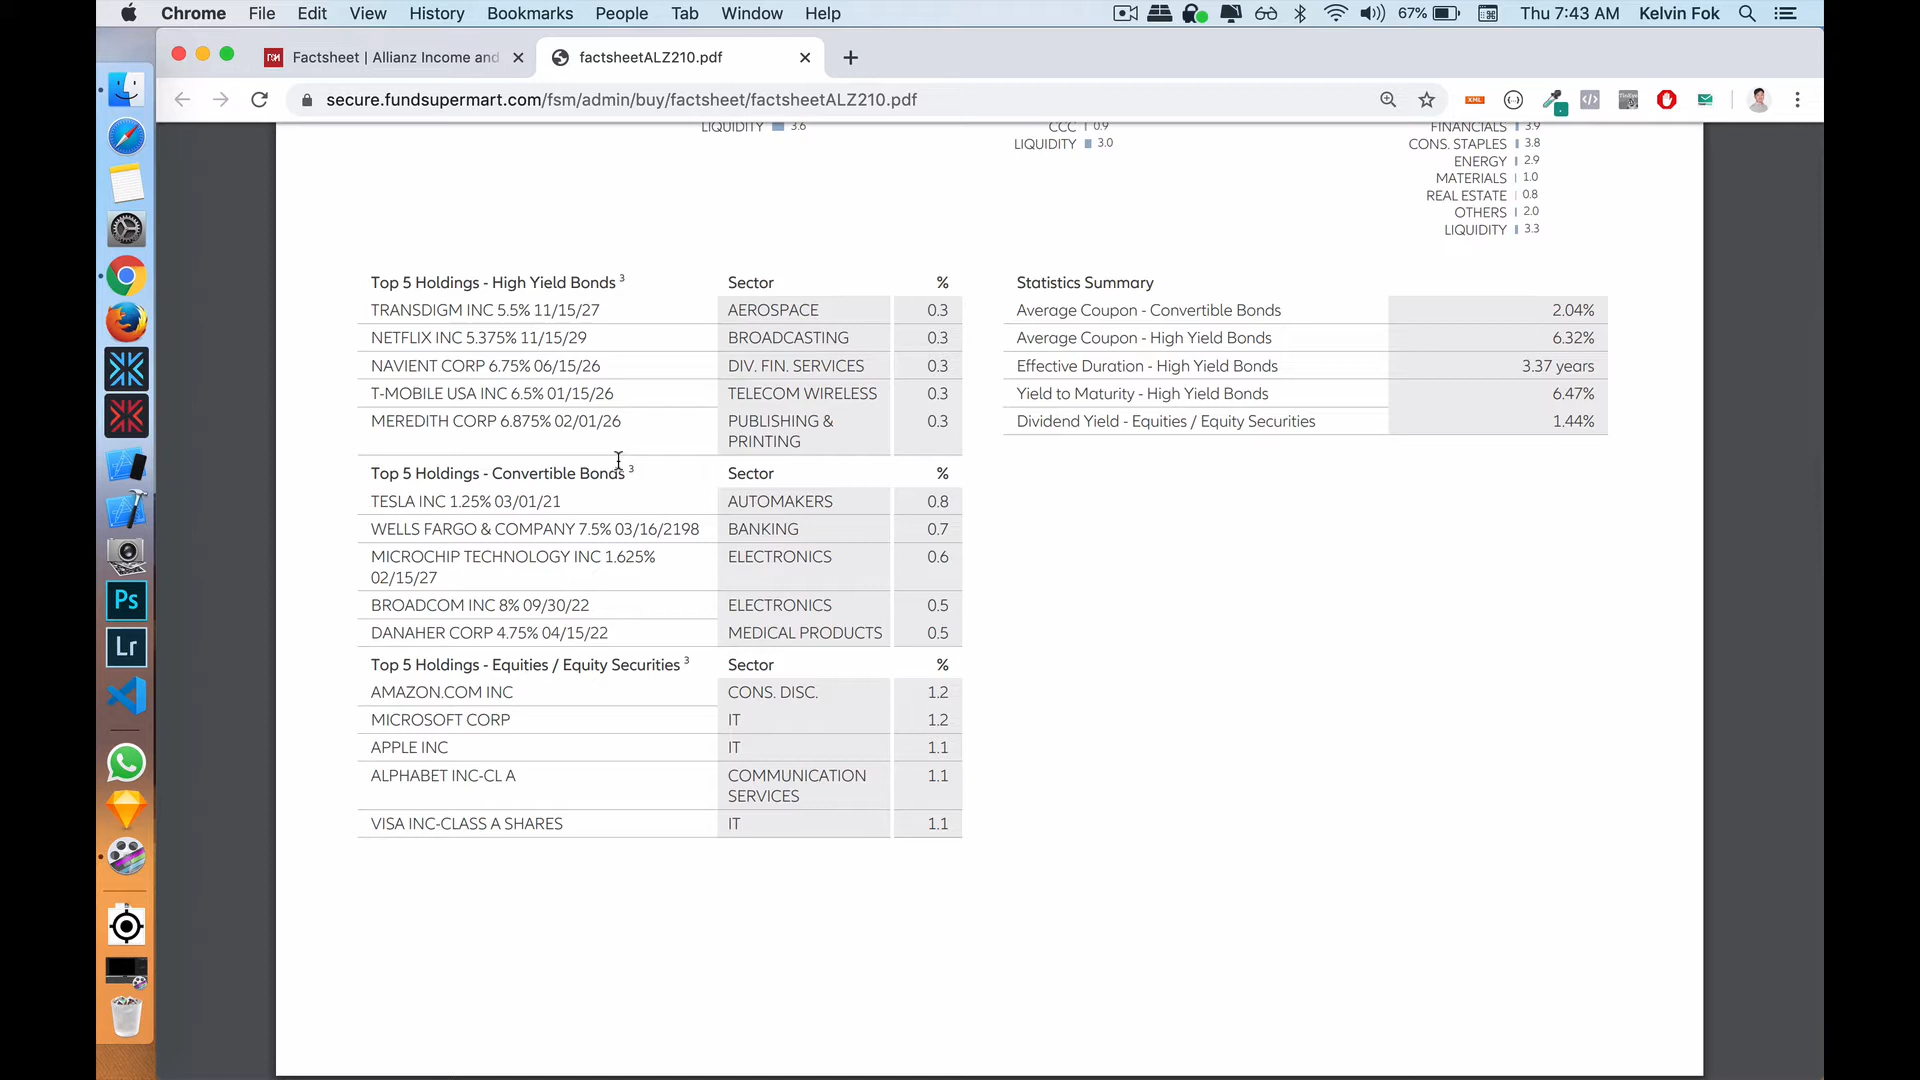 Chrome File Edit View History Bookmarks People Tab Window Help 67% Thu 7:43 AM Kelvin Fok
Factsheet | Allianz Income and
factsheetALZ210.pdf
secure.fundsupermart.com/fsm/admin/buy/factsheet/factsheetALZ210.pdf
LIQUIDITY 3.6
CCC 0.9
LIQUIDITY 3.0
FINANCIALS 3.9
CONS. STAPLES 3.8
ENERGY 2.9
MATERIALS 1.0
REAL ESTATE 0.8
OTHERS 2.0
LIQUIDITY 3.3
Top 5 Holdings - High Yield Bonds 3 Sector %
TRANSDIGM INC 5.5% 11/15/27 AEROSPACE 0.3
NETFLIX INC 5.375% 11/15/29 BROADCASTING 0.3
NAVIENT CORP 6.75% 06/15/26 DIV. FIN. SERVICES 0.3
T-MOBILE USA INC 6.5% 01/15/26 TELECOM WIRELESS 0.3
MEREDITH CORP 6.875% 02/01/26 PUBLISHING & 0.3
PRINTING
Top 5 Holdings - Convertible Bonds 3 Sector %
TESLA INC 1.25% 03/01/21 AUTOMAKERS 0.8
WELLS FARGO & COMPANY 7.5% 03/16/2198 BANKING 0.7
MICROCHIP TECHNOLOGY INC 1.625% ELECTRONICS 0.6
02/15/27
BROADCOM INC 8% 09/30/22 ELECTRONICS 0.5
DANAHER CORP 4.75% 04/15/22 MEDICAL PRODUCTS 0.5
Top 5 Holdings - Equities / Equity Securities 3 Sector %
AMAZON.COM INC CONS. DISC. 1.2
MICROSOFT CORP IT 1.2
APPLE INC IT 1.1
ALPHABET INC-CL A COMMUNICATION 1.1
SERVICES
VISA INC-CLASS A SHARES IT 1.1
Statistics Summary
Average Coupon - Convertible Bonds 2.04%
Average Coupon - High Yield Bonds 6.32%
Effective Duration - High Yield Bonds 3.37 years
Yield to Maturity - High Yield Bonds 6.47%
Dividend Yield - Equities / Equity Securities 1.44%
Ps
Lr
XML